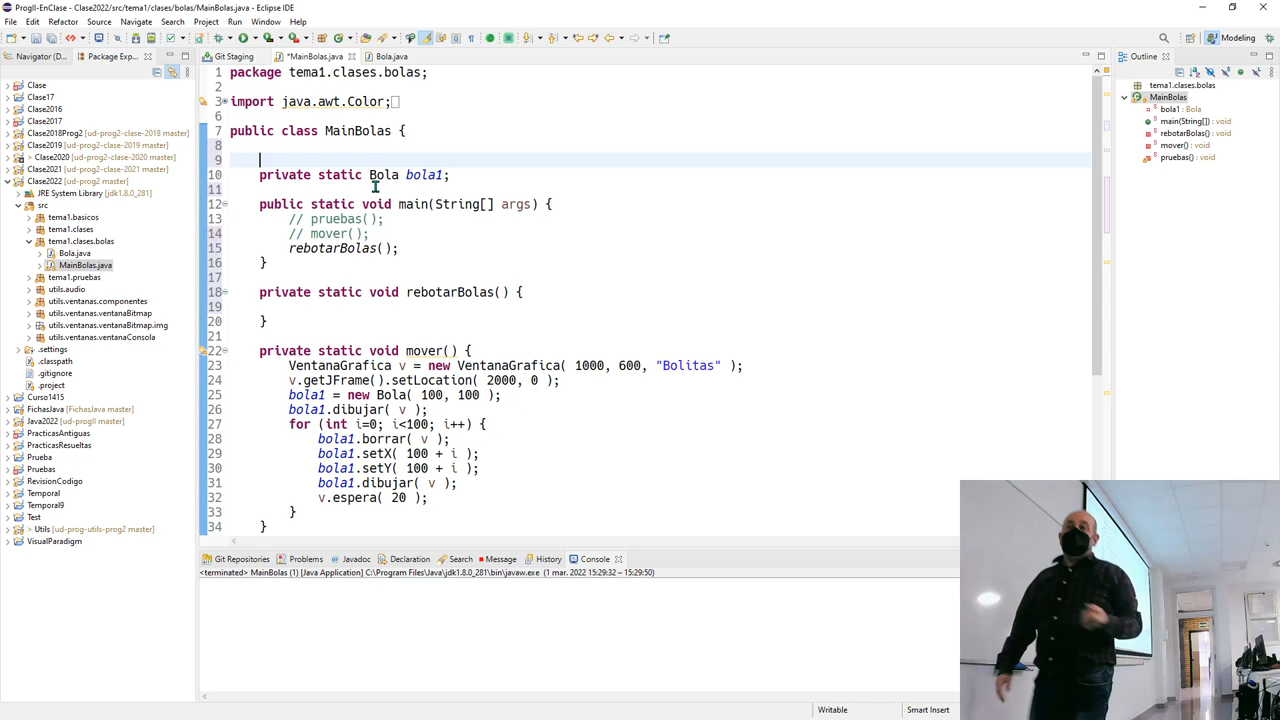 ProgII-EnClase - Clase2022/src/tema1/clases/bolas/MainBolas.java - Eclipse IDE
File Edit Refactor Source Navigate Search Project Run Window Help
Modeling
Navigator (D...
Package Exp...
Clase
Clase17
Clase2016
Clase2017
Clase2018Prog2 [ud-prog2-clase-2018 master]
Clase2019 [ud-prog2-clase-2019 master]
> Clase2020 [ud-prog2-clase-2020 master]
Clase2021 [ud-prog2-clase-2021 master]
Clase2022 [ud-prog2 master]
JRE System Library [jdk1.8.0_281]
src
tema1.basicos
tema1.clases
tema1.clases.bolas
Bola.java
MainBolas.java
tema1.pruebas
utils.audio
utils.ventanas.componentes
utils.ventanas.ventanaBitmap
utils.ventanas.ventanaBitmap.img
utils.ventanas.ventanaConsola
.settings
.classpath
.gitignore
.project
Curso1415
FichasJava [FichasJava master]
Java2022 [ud-progII master]
PracticasAntiguas
PracticasResueltas
Prueba
Pruebas
RevisionCodigo
Temporal
Temporal9
Test
> Utils [ud-prog-utils-prog2 master]
VisualParadigm
Git Staging
*MainBolas.java
Bola.java
1 package tema1.clases.bolas;
2
3 import java.awt.Color;
6
7 public class MainBolas {
8
9
10 private static Bola bola1;
11
12 public static void main(String[] args) {
13 // pruebas();
14 // mover();
15 rebotarBolas();
16 }
17
18 private static void rebotarBolas() {
19
20 }
21
22 private static void mover() {
23 VentanaGrafica v = new VentanaGrafica( 1000, 600, "Bolitas" );
24 v.getJFrame().setLocation( 2000, 0 );
25 bola1 = new Bola( 100, 100 );
26 bola1.dibujar( v );
27 for (int i=0; i<100; i++) {
28 bola1.borrar( v );
29 bola1.setX( 100 + i );
30 bola1.setY( 100 + i );
31 bola1.dibujar( v );
32 v.espera( 20 );
33 }
34 }
Outline
tema1.clases.bolas
MainBolas
bola1 : Bola
main(String[]) : void
rebotarBolas() : void
mover() : void
pruebas() : void
Git Repositories
Problems
Javadoc
Declaration
Search
Message
History
Console
<terminated> MainBolas (1) [Java Application] C:\Program Files\Java\jdk1.8.0_281\bin\javaw.exe (1 mar. 2022 15:29:32 – 15:29:50)
Writable
Smart Insert